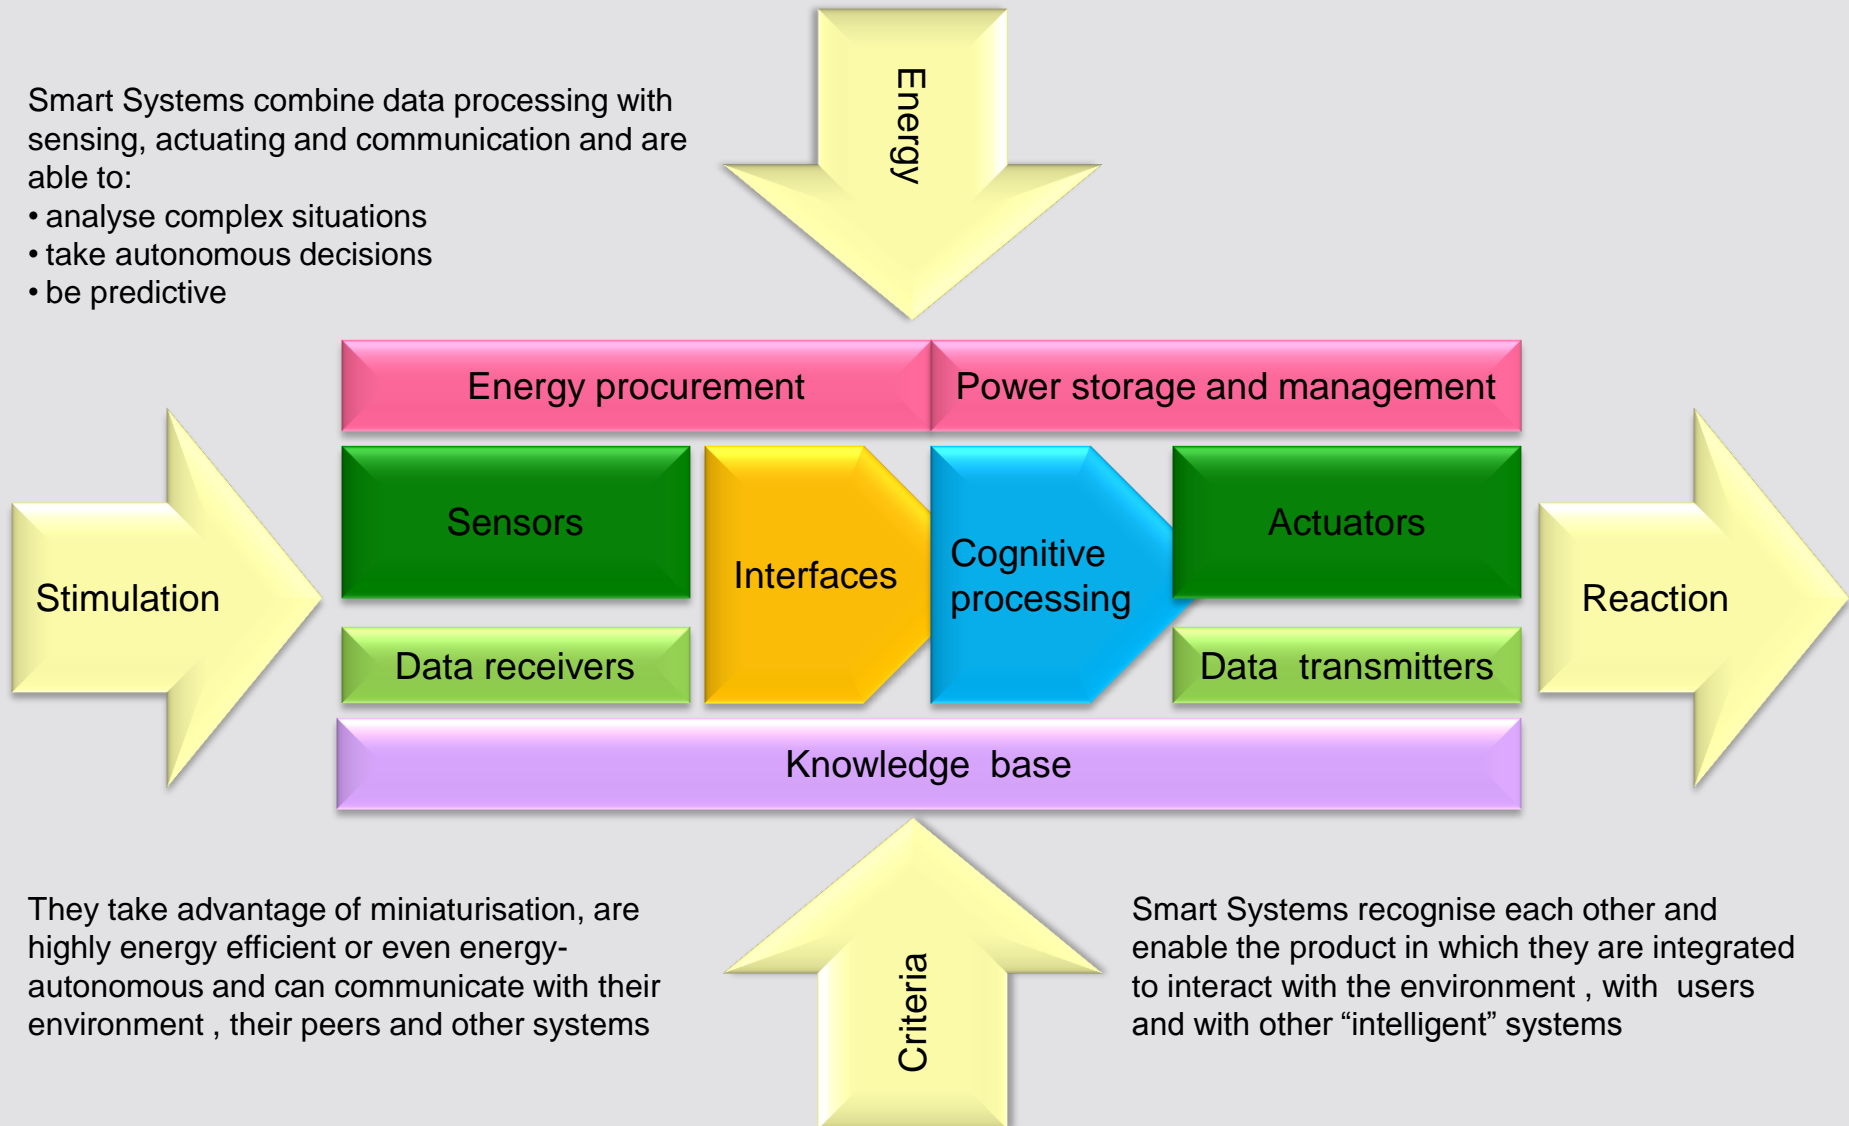 Energy
Smart Systems combine data processing with
sensing, actuating and communication and are
able to:
• analyse complex situations
• take autonomous decisions
• be predictive
Energy procurement
Power storage and management
Stimulation
Sensors
Data receivers
Interfaces
Cognitive
processing
Actuators
Data  transmitters
Reaction
Knowledge  base
They take advantage of miniaturisation, are
highly energy efficient or even energy-
autonomous and can communicate with their
environment , their peers and other systems
Criteria
Smart Systems recognise each other and
enable the product in which they are integrated
to interact with the environment , with  users
and with other “intelligent” systems